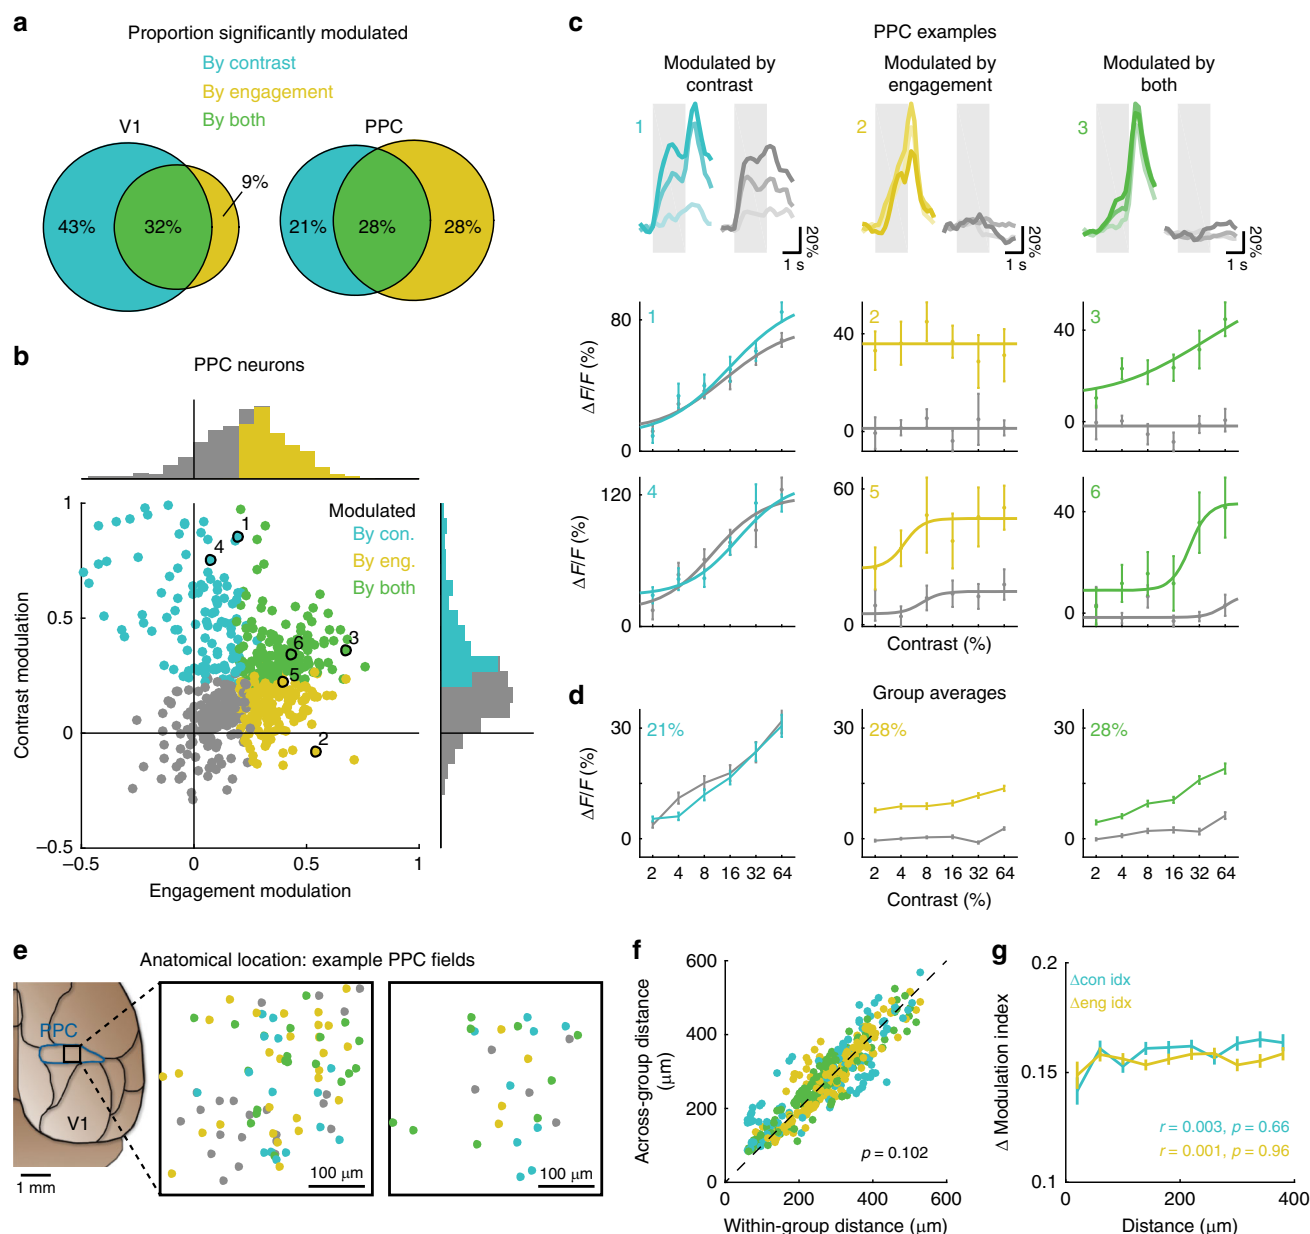 a
Proportion significantly modulated
By contrast
By engagement
By both
V1
PPC
43%
32%
9%
21%
28%
28%
b
PPC neurons
Modulated
By con.
By eng.
By both
1
4
6
3
5
2
1
0.5
0
−0.5
−0.5
0
0.5
1
Contrast modulation
Engagement modulation
c
PPC examples
Modulated by contrast
Modulated by engagement
Modulated by both
1
2
3
20%
1 s
20%
1 s
20%
1 s
ΔF/F (%)
80
0
1
40
0
2
40
0
3
ΔF/F (%)
120
0
4
60
0
5
40
0
6
Contrast (%)
d
Group averages
ΔF/F (%)
30
0
21%
30
0
28%
30
0
28%
2 4 8 16 32 64
2 4 8 16 32 64
2 4 8 16 32 64
Contrast (%)
e
Anatomical location: example PPC fields
PPC
V1
1 mm
100 μm
100 μm
f
Across-group distance
(μm)
600
400
200
0
p = 0.102
0 200 400 600
Within-group distance (μm)
g
Δ Modulation index
0.2
0.15
0.1
Δcon idx
Δeng idx
r = 0.003, p = 0.66
r = 0.001, p = 0.96
0 200 400
Distance (μm)